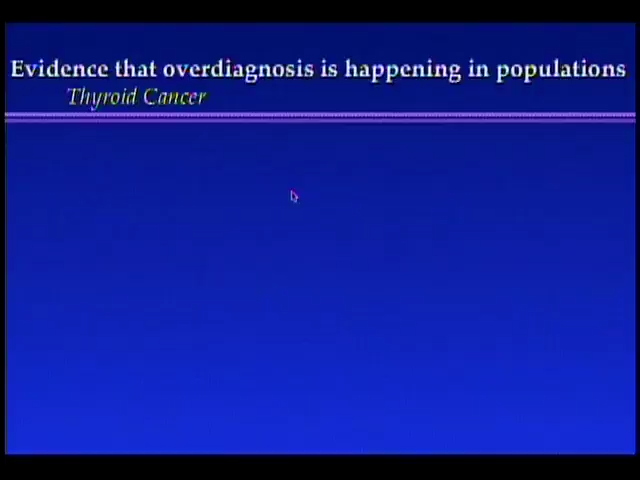 Evidence that overdiagnosis is happening in populations
Thyroid Cancer